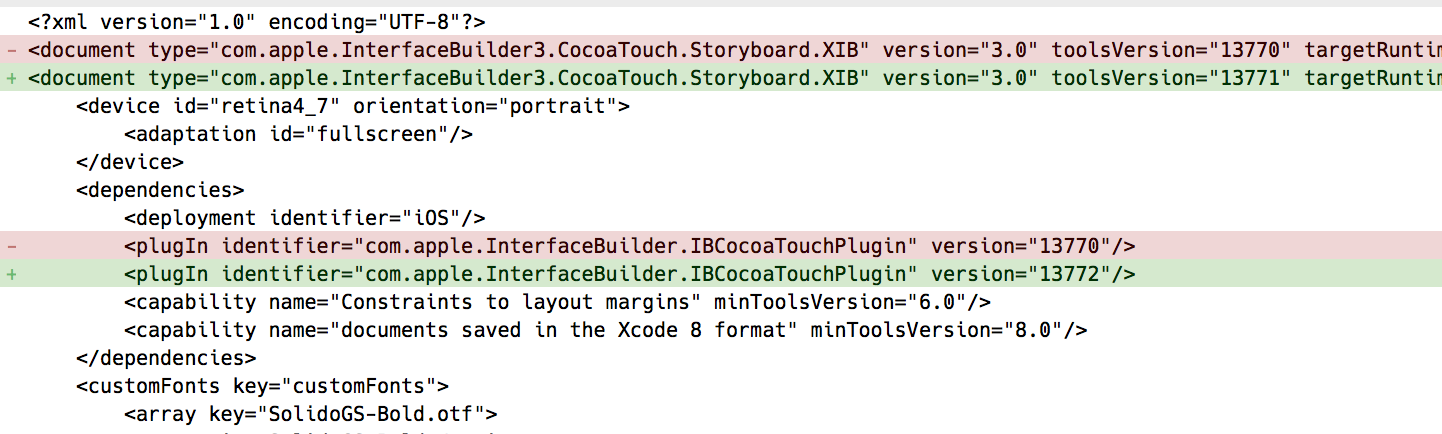 <?xml version="1.0" encoding="UTF-8"?>
- <document type="com.apple.InterfaceBuilder3.CocoaTouch.Storyboard.XIB" version="3.0" toolsVersion="13770" targetRuntim
+ <document type="com.apple.InterfaceBuilder3.CocoaTouch.Storyboard.XIB" version="3.0" toolsVersion="13771" targetRuntim
    <device id="retina4_7" orientation="portrait">
        <adaptation id="fullscreen"/>
    </device>
    <dependencies>
        <deployment identifier="iOS"/>
-        <plugIn identifier="com.apple.InterfaceBuilder.IBCocoaTouchPlugin" version="13770"/>
+        <plugIn identifier="com.apple.InterfaceBuilder.IBCocoaTouchPlugin" version="13772"/>
        <capability name="Constraints to layout margins" minToolsVersion="6.0"/>
        <capability name="documents saved in the Xcode 8 format" minToolsVersion="8.0"/>
    </dependencies>
    <customFonts key="customFonts">
        <array key="SolidoGS-Bold.otf">